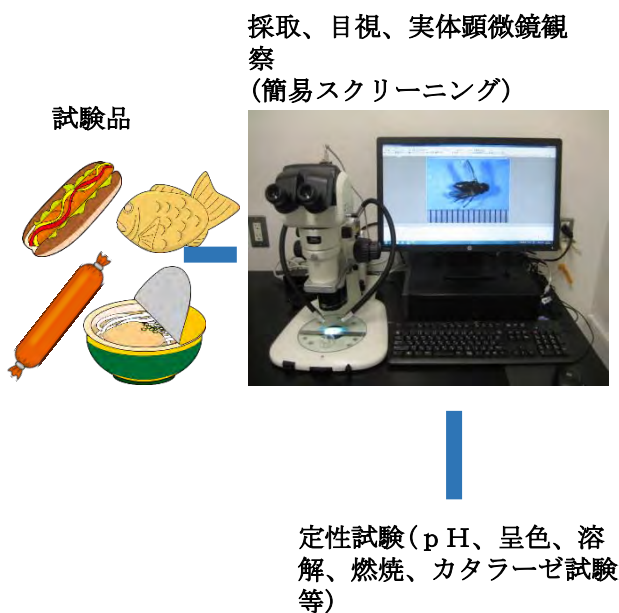 採取、目視、実体顕微鏡観
察
(簡易スクリーニング)
試験品
定性試験(ｐＨ、呈色、溶
解、燃焼、カタラーゼ試験
等)